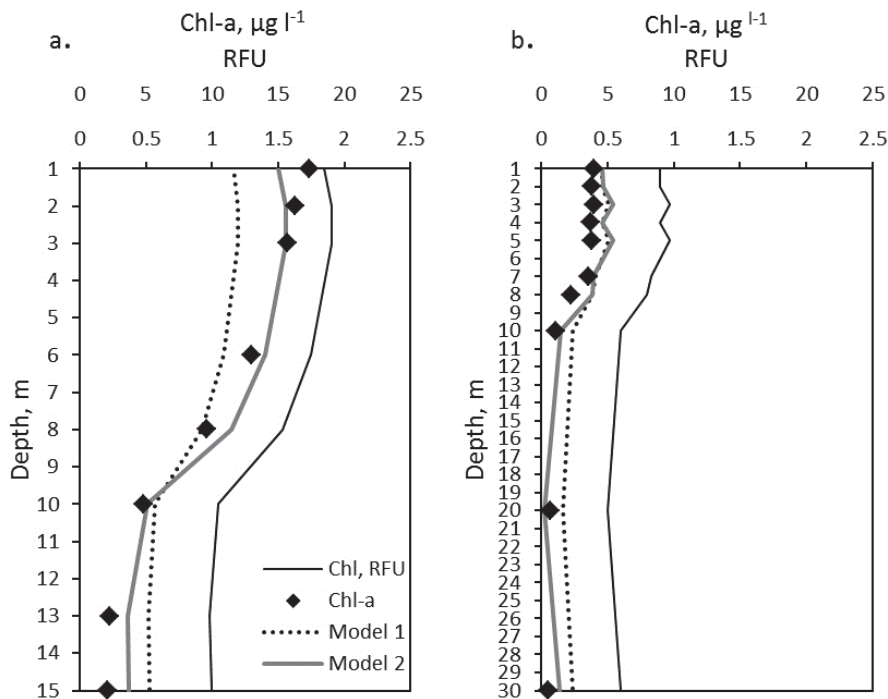 Chl-a, µg l-1
a.
RFU
0 5 10 15 20 25
0 0.5 1 1.5 2 2.5
1
2
3
4
5
6
7
8
9
10
11
12
13
14
15
Depth, m
Chl, RFU
Chl-a
Model 1
Model 2
Chl-a, µg l-1
b.
RFU
0 5 10 15 20 25
0 0.5 1 1.5 2 2.5
1
2
3
4
5
7
8
9
10
11
12
13
14
15
16
17
18
19
20
21
22
23
24
25
26
27
28
29
30
Depth, m